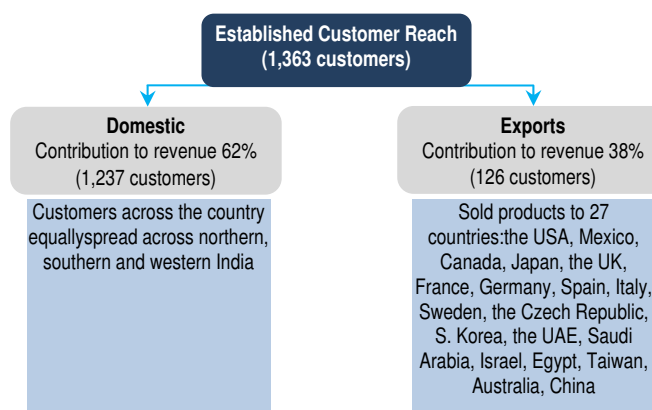 Established Customer Reach
(1,363 customers)
Domestic
Contribution to revenue 62%
(1,237 customers)
Customers across the country
equallyspread across northern,
southern and western India
Exports
Contribution to revenue 38%
(126 customers)
Sold products to 27
countries:the USA, Mexico,
Canada, Japan, the UK,
France, Germany, Spain, Italy,
Sweden, the Czech Republic,
S. Korea, the UAE, Saudi
Arabia, Israel, Egypt, Taiwan,
Australia, China